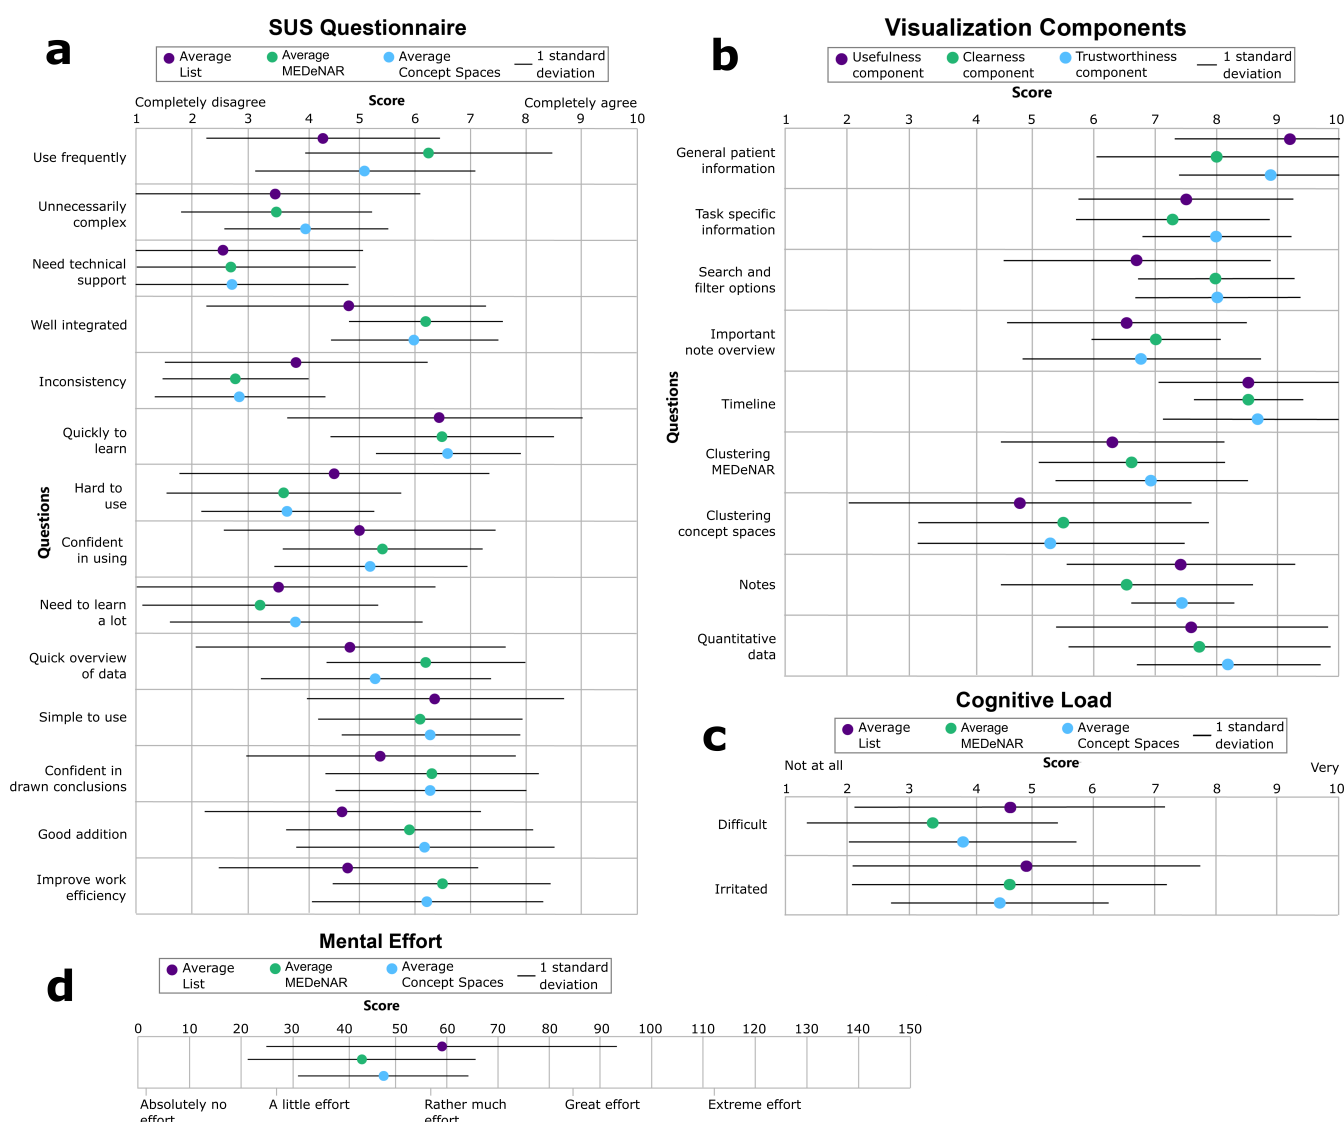 a
SUS Questionnaire
Average
List
Average
MEDeNAR
Average
Concept Spaces
1 standard
deviation
Completely disagree
Score
Completely agree
1 2 3 4 5 6 7 8 9 10
Questions
Use frequently
Unnecessarily
complex
Need technical
support
Well integrated
Inconsistency
Quickly to
learn
Hard to
use
Confident
in using
Need to learn
a lot
Quick overview
of data
Simple to use
Confident in
drawn conclusions
Good addition
Improve work
efficiency
b
Visualization Components
Usefulness
component
Clearness
component
Trustworthiness
component
1 standard
deviation
Score
1 2 3 4 5 6 7 8 9 10
Questions
General patient
information
Task specific
information
Search and
filter options
Important
note overview
Timeline
Clustering
MEDeNAR
Clustering
concept spaces
Notes
Quantitative
data
c
Cognitive Load
Average
List
Average
MEDeNAR
Average
Concept Spaces
1 standard
deviation
Not at all
Score
Very
1 2 3 4 5 6 7 8 9 10
Difficult
Irritated
d
Mental Effort
Average
List
Average
MEDeNAR
Average
Concept Spaces
1 standard
deviation
Score
0 10 20 30 40 50 60 70 80 90 100 110 120 130 140 150
Absolutely no
effort
A little effort
Rather much
effort
Great effort
Extreme effort